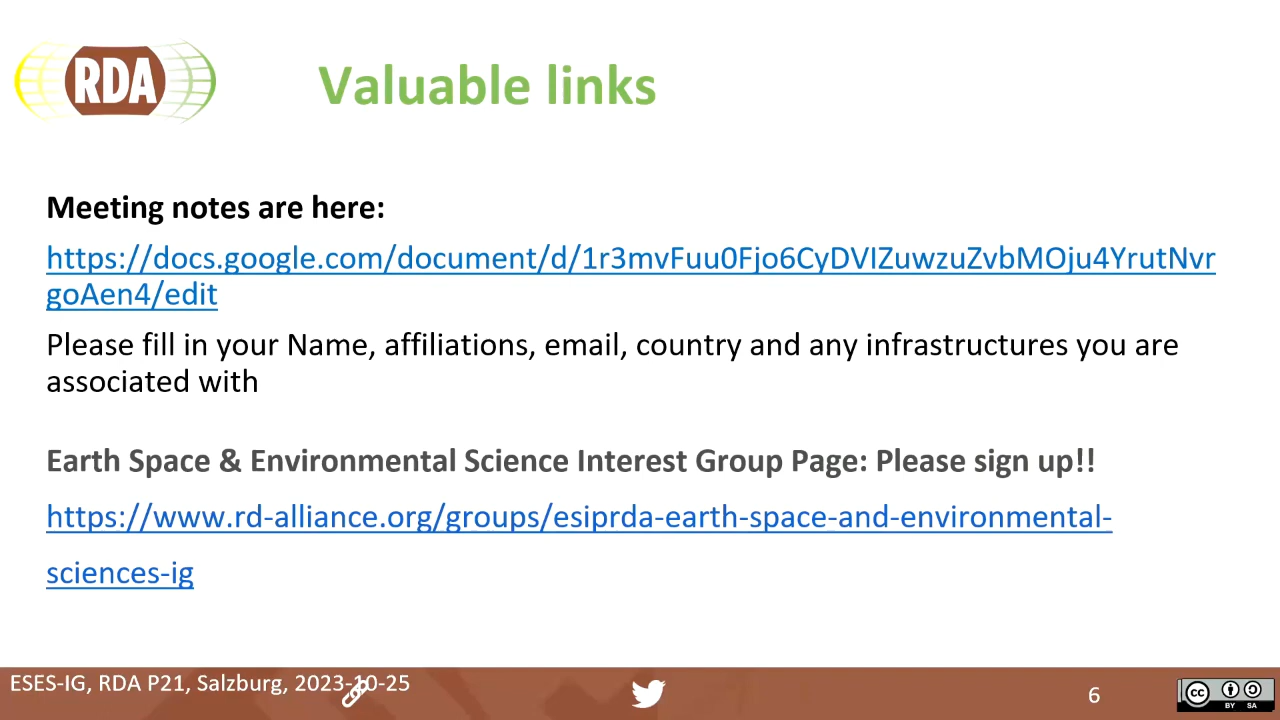 RDA
Valuable links
Meeting notes are here:
https://docs.google.com/document/d/1r3mvFuu0Fjo6CyDVIZuwzuZvbMOju4YrutNvr
goAen4/edit
Please fill in your Name, affiliations, email, country and any infrastructures you are
associated with
Earth Space & Environmental Science Interest Group Page: Please sign up!!
https://www.rd-alliance.org/groups/esiprda-earth-space-and-environmental-
sciences-ig
ESES-IG, RDA P21, Salzburg, 2023-10-25
6
cc BY SA